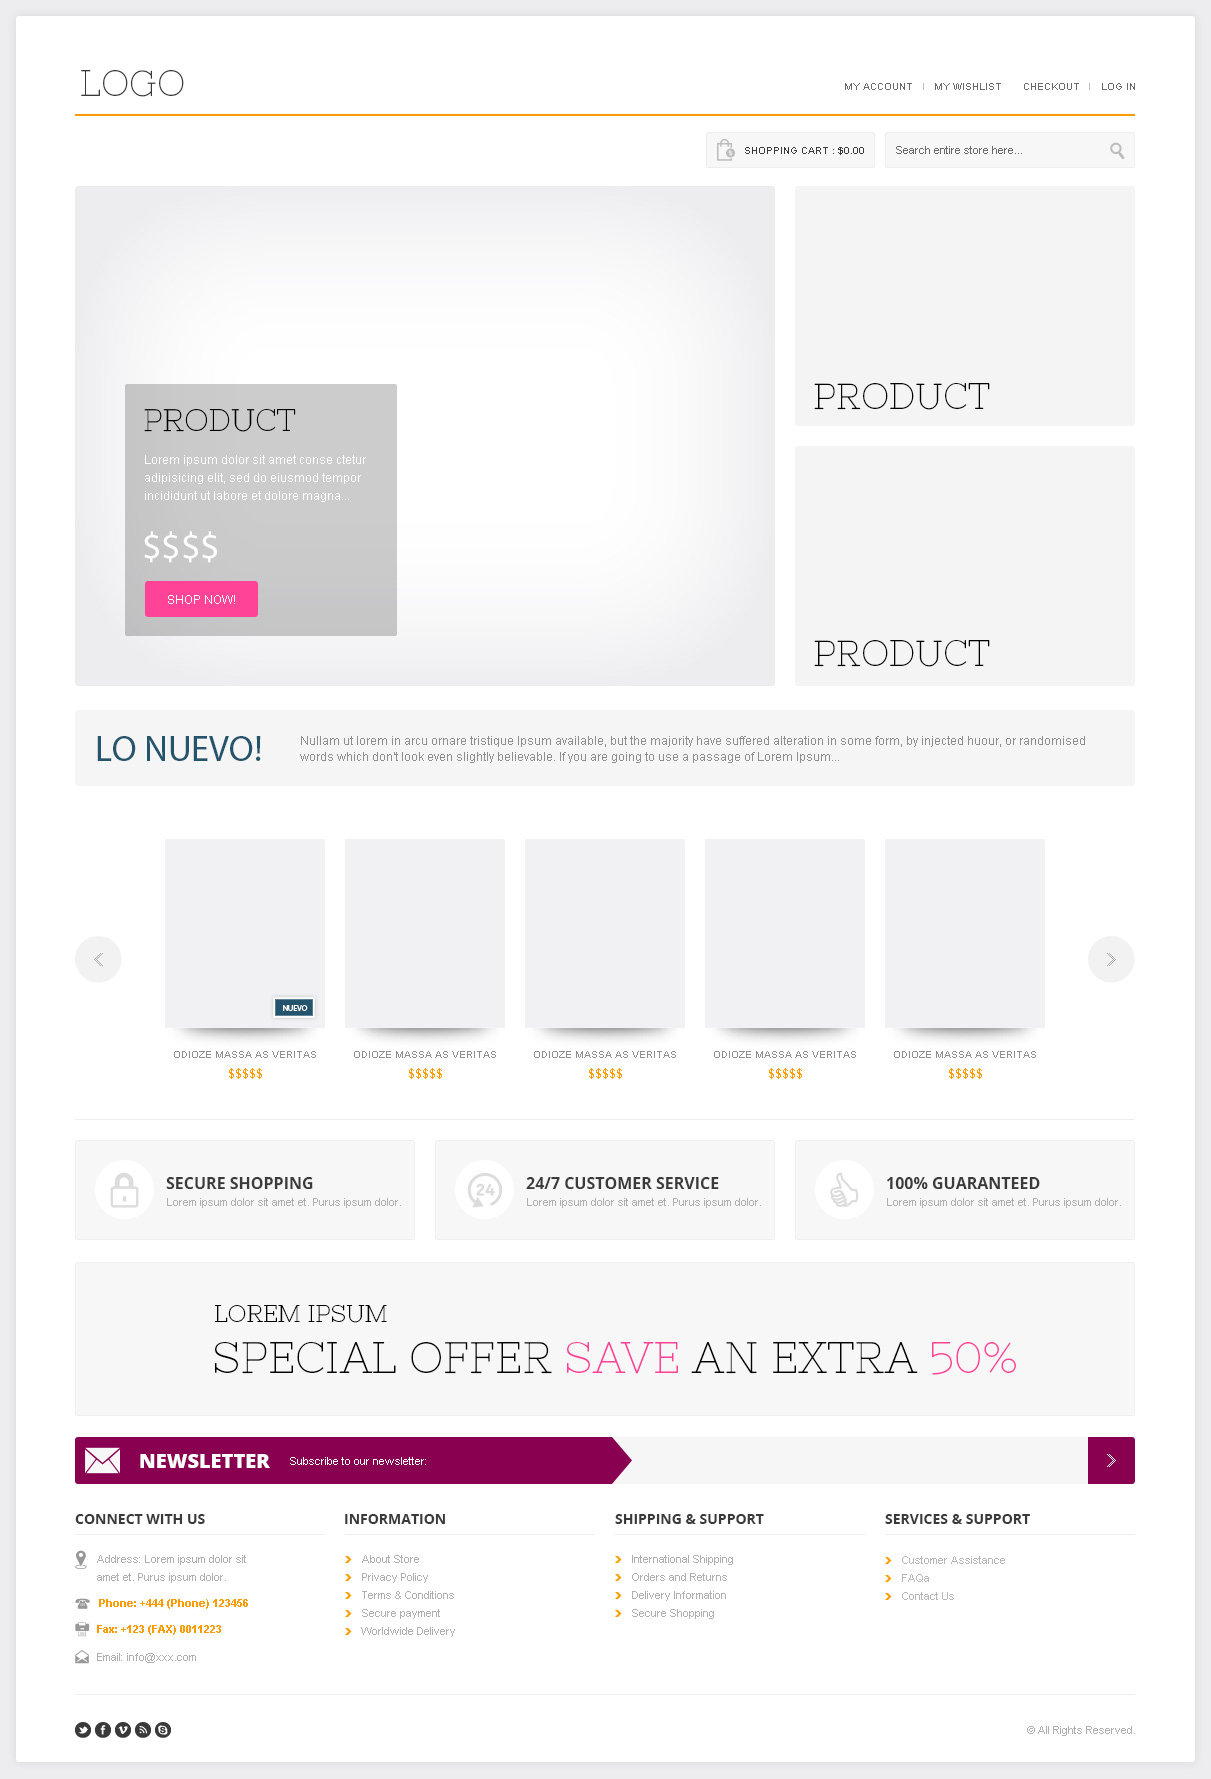 LOGO
MY ACCOUNT | MY WISHLIST CHECKOUT | LOG IN
SHOPPING CART : $0.00
Search entire store here...
PRODUCT
Lorem ipsum dolor sit amet conse ctetur
adipisicing elit, sed do eiusmod tempor
incididunt ut labore et dolore magna...
$$$$
SHOP NOW!
PRODUCT
PRODUCT
LO NUEVO!
Nullam ut lorem in arcu ornare tristique Ipsum available, but the majority have suffered alteration in some form, by injected huour, or randomised
words which don't look even slightly believable. If you are going to use a passage of Lorem Ipsum...
NUEVO
ODIOZE MASSA AS VERITAS
$$$$$
ODIOZE MASSA AS VERITAS
$$$$$
ODIOZE MASSA AS VERITAS
$$$$$
ODIOZE MASSA AS VERITAS
$$$$$
ODIOZE MASSA AS VERITAS
$$$$$
SECURE SHOPPING
Lorem ipsum dolor sit amet et. Purus ipsum dolor.
24
24/7 CUSTOMER SERVICE
Lorem ipsum dolor sit amet et. Purus ipsum dolor.
100% GUARANTEED
Lorem ipsum dolor sit amet et. Purus ipsum dolor.
LOREM IPSUM
SPECIAL OFFER SAVE AN EXTRA 50%
NEWSLETTER
Subscribe to our newsletter:
CONNECT WITH US
Address: Lorem ipsum dolor sit
amet et. Purus ipsum dolor.
Phone: +444 (Phone) 123456
Fax: +123 (FAX) 0011223
Email: info@xxx.com
INFORMATION
About Store
Privacy Policy
Terms & Conditions
Secure payment
Worldwide Delivery
SHIPPING & SUPPORT
International Shipping
Orders and Returns
Delivery Information
Secure Shopping
SERVICES & SUPPORT
Customer Assistance
FAQa
Contact Us
© All Rights Reserved.